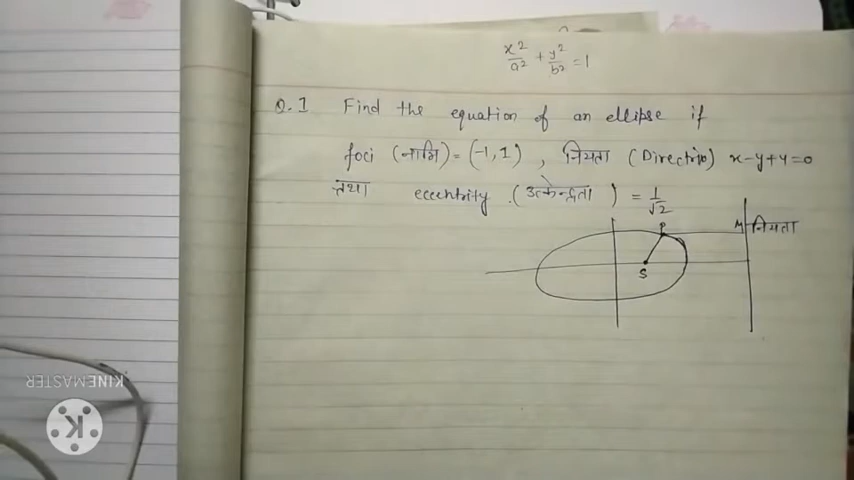 x²/a² + y²/b² = 1
Q.1 Find the equation of an ellipse if
foci (नाभि) = (-1, 1) , नियता (Directrix) x-y+4=0
तथा eccentrity (उत्केन्द्रता) = 1/√2
P M नियता
S
KINEMASTER
K